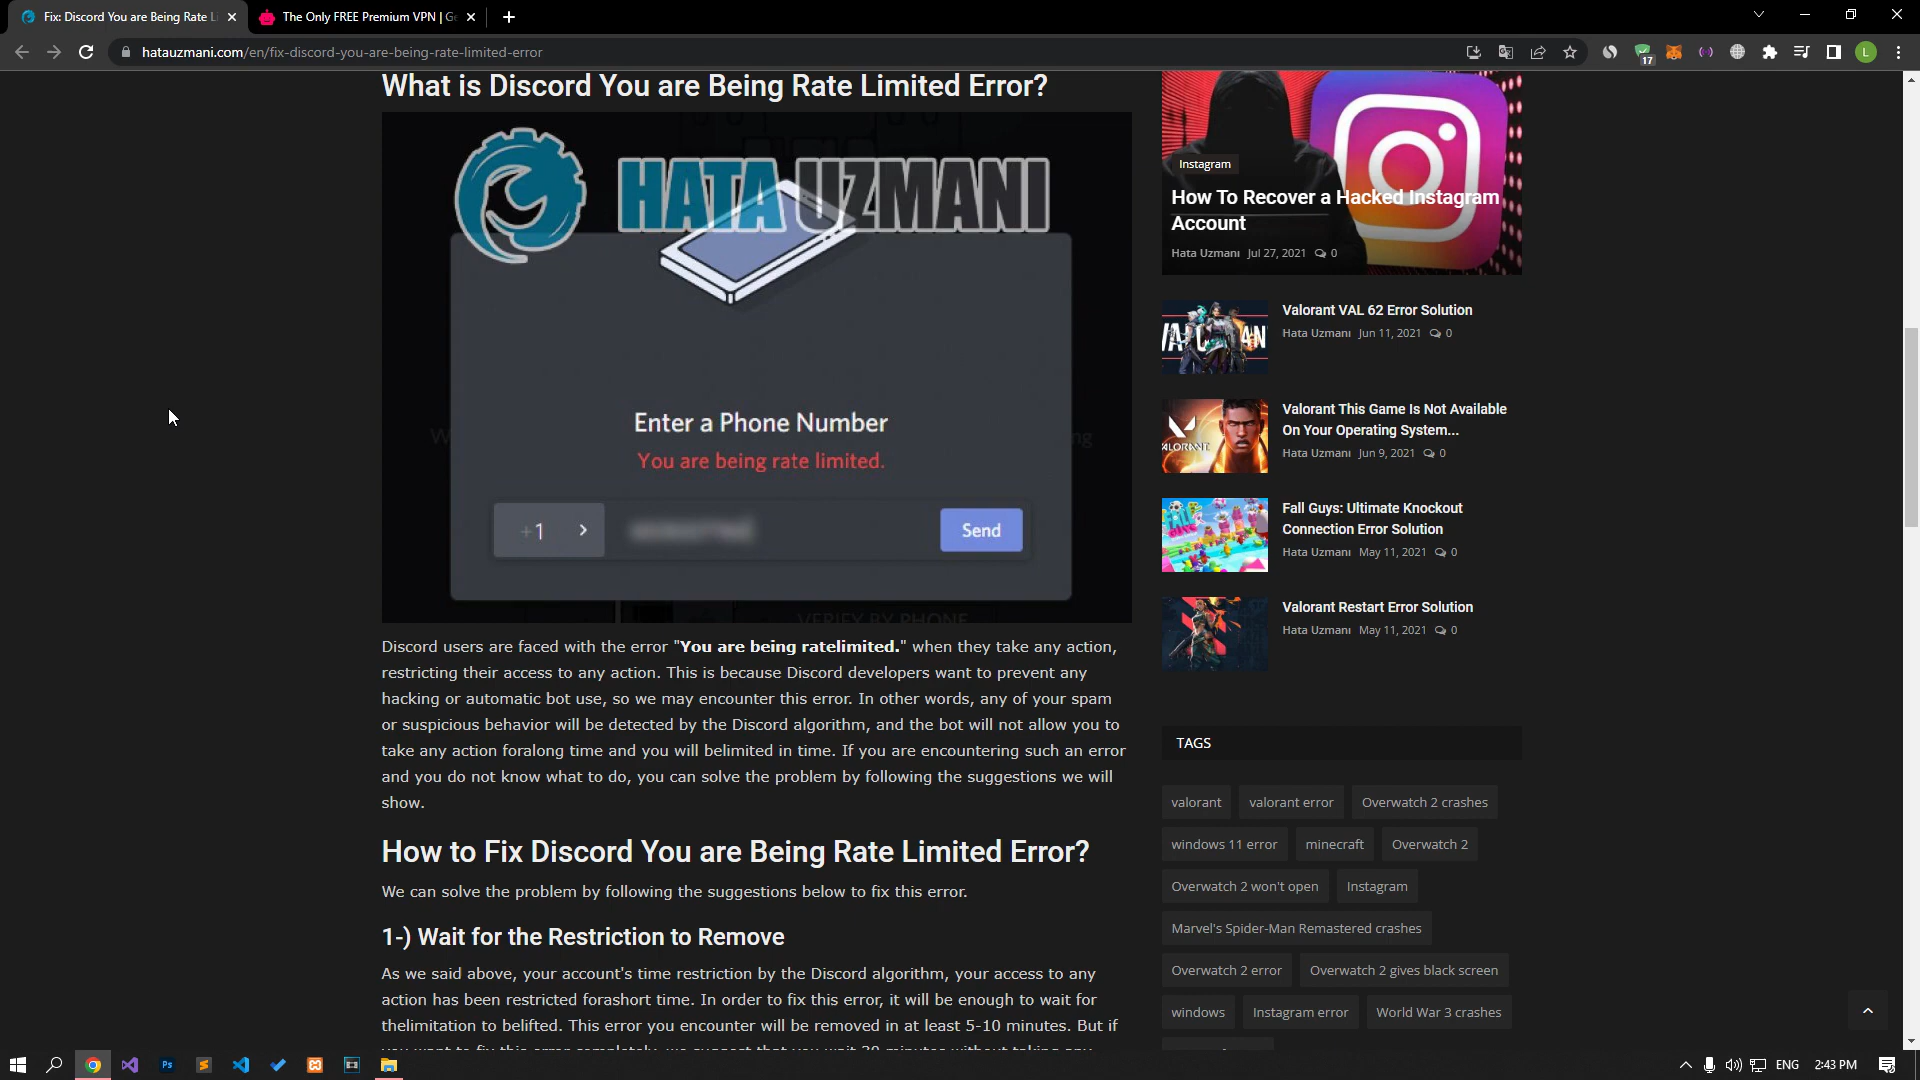 Fix: Discord You are Being Rate Li
The Only FREE Premium VPN | Ge
hatauzmani.com/en/fix-discord-you-are-being-rate-limited-error
17
L
What is Discord You are Being Rate Limited Error?
HATA UZMANI
Enter a Phone Number
You are being rate limited.
+1
Send
VERIFY BY PHONE
Discord users are faced with the error "You are being ratelimited." when they take any action,
restricting their access to any action. This is because Discord developers want to prevent any
hacking or automatic bot use, so we may encounter this error. In other words, any of your spam
or suspicious behavior will be detected by the Discord algorithm, and the bot will not allow you to
take any action foralong time and you will belimited in time. If you are encountering such an error
and you do not know what to do, you can solve the problem by following the suggestions we will
show.
How to Fix Discord You are Being Rate Limited Error?
We can solve the problem by following the suggestions below to fix this error.
1-) Wait for the Restriction to Remove
As we said above, your account's time restriction by the Discord algorithm, your access to any
action has been restricted forashort time. In order to fix this error, it will be enough to wait for
thelimitation to belifted. This error you encounter will be removed in at least 5-10 minutes. But if
Instagram
How To Recover a Hacked Instagram
Account
Hata Uzmanı Jul 27, 2021 0
Valorant VAL 62 Error Solution
Hata Uzmanı Jun 11, 2021 0
Valorant This Game Is Not Available
On Your Operating System...
Hata Uzmanı Jun 9, 2021 0
Fall Guys: Ultimate Knockout
Connection Error Solution
Hata Uzmanı May 11, 2021 0
Valorant Restart Error Solution
Hata Uzmanı May 11, 2021 0
TAGS
valorant valorant error Overwatch 2 crashes
windows 11 error minecraft Overwatch 2
Overwatch 2 won't open Instagram
Marvel's Spider-Man Remastered crashes
Overwatch 2 error Overwatch 2 gives black screen
windows Instagram error World War 3 crashes
ENG 2:43 PM